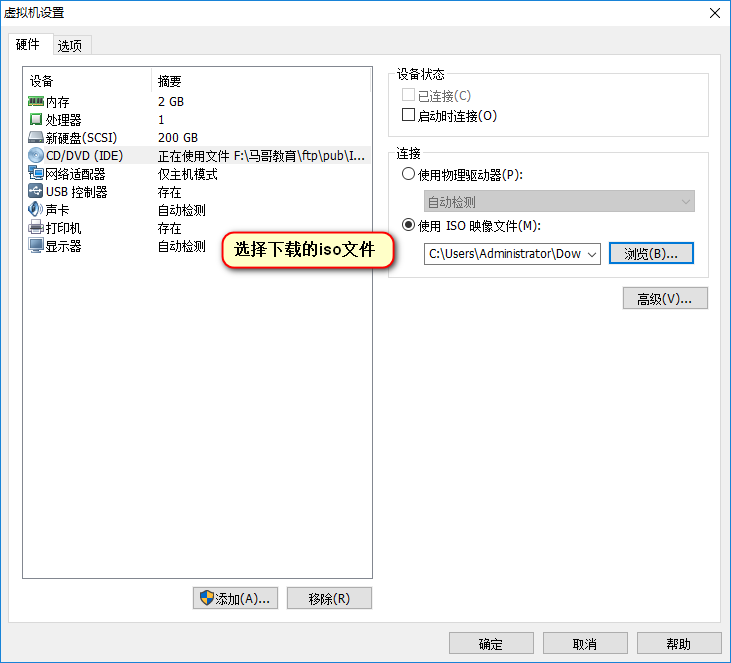 虚拟机设置
硬件 选项
设备 摘要
内存 2 GB
处理器 1
新硬盘(SCSI) 200 GB
CD/DVD (IDE) 正在使用文件 F:\马哥教育\ftp\pub\I...
网络适配器 仅主机模式
USB 控制器 存在
声卡 自动检测
打印机 存在
显示器 自动检测
选择下载的iso文件
添加(A)... 移除(R)
设备状态
已连接(C)
启动时连接(O)
连接
使用物理驱动器(P):
自动检测
使用 ISO 映像文件(M):
C:\Users\Administrator\Dow 浏览(B)...
高级(V)...
确定 取消 帮助